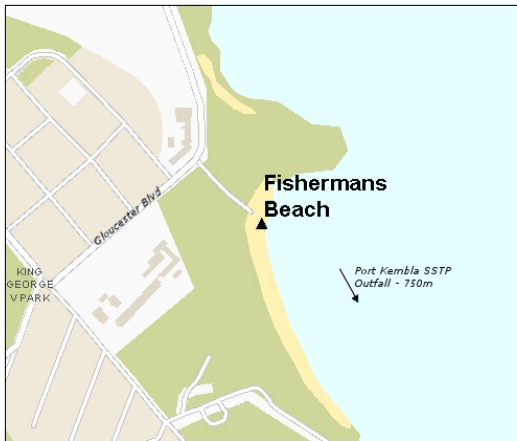 Fishermans
Beach
Gloucester Blvd
KING
GEORGE
V PARK
Port Kembla SSTP
Outfall - 750m